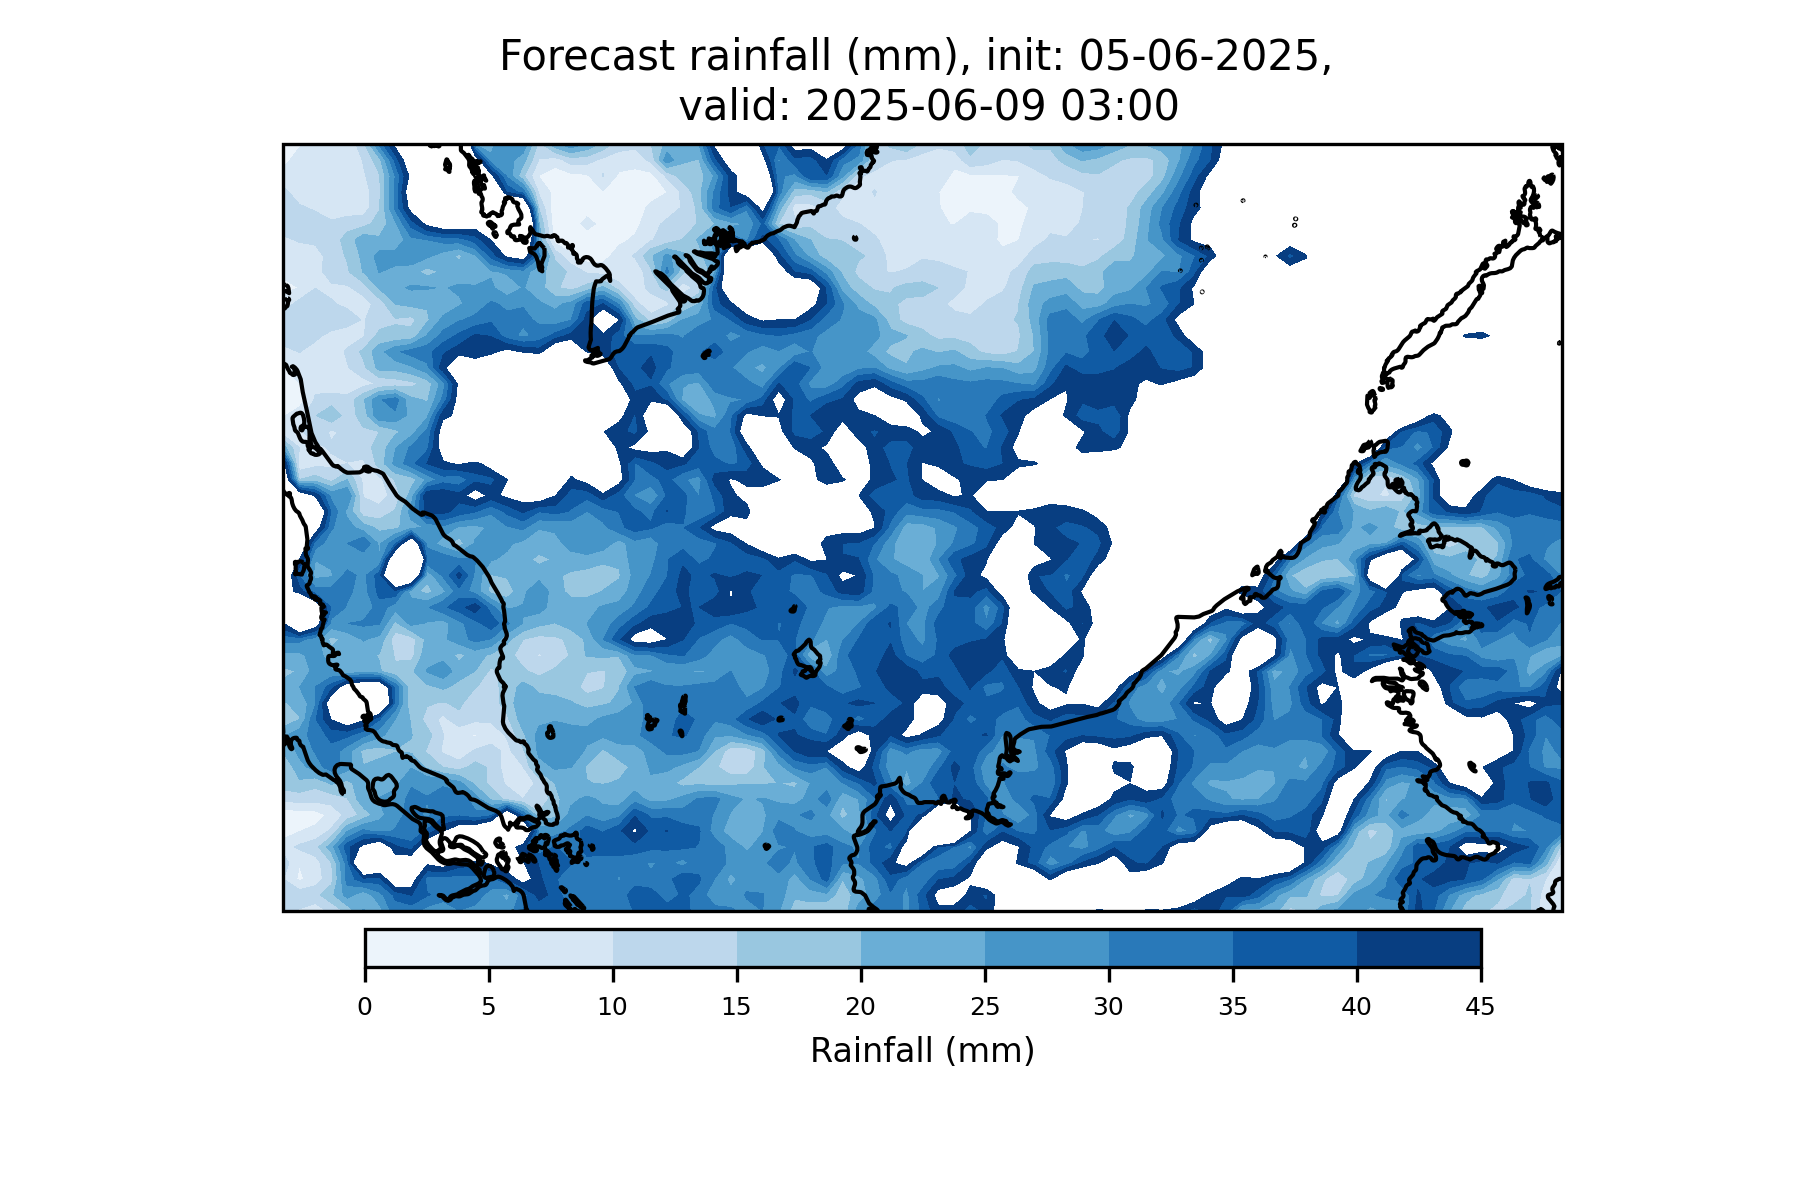 Forecast rainfall (mm), init: 05-06-2025,
valid: 2025-06-09 03:00
0 5 10 15 20 25 30 35 40 45
Rainfall (mm)